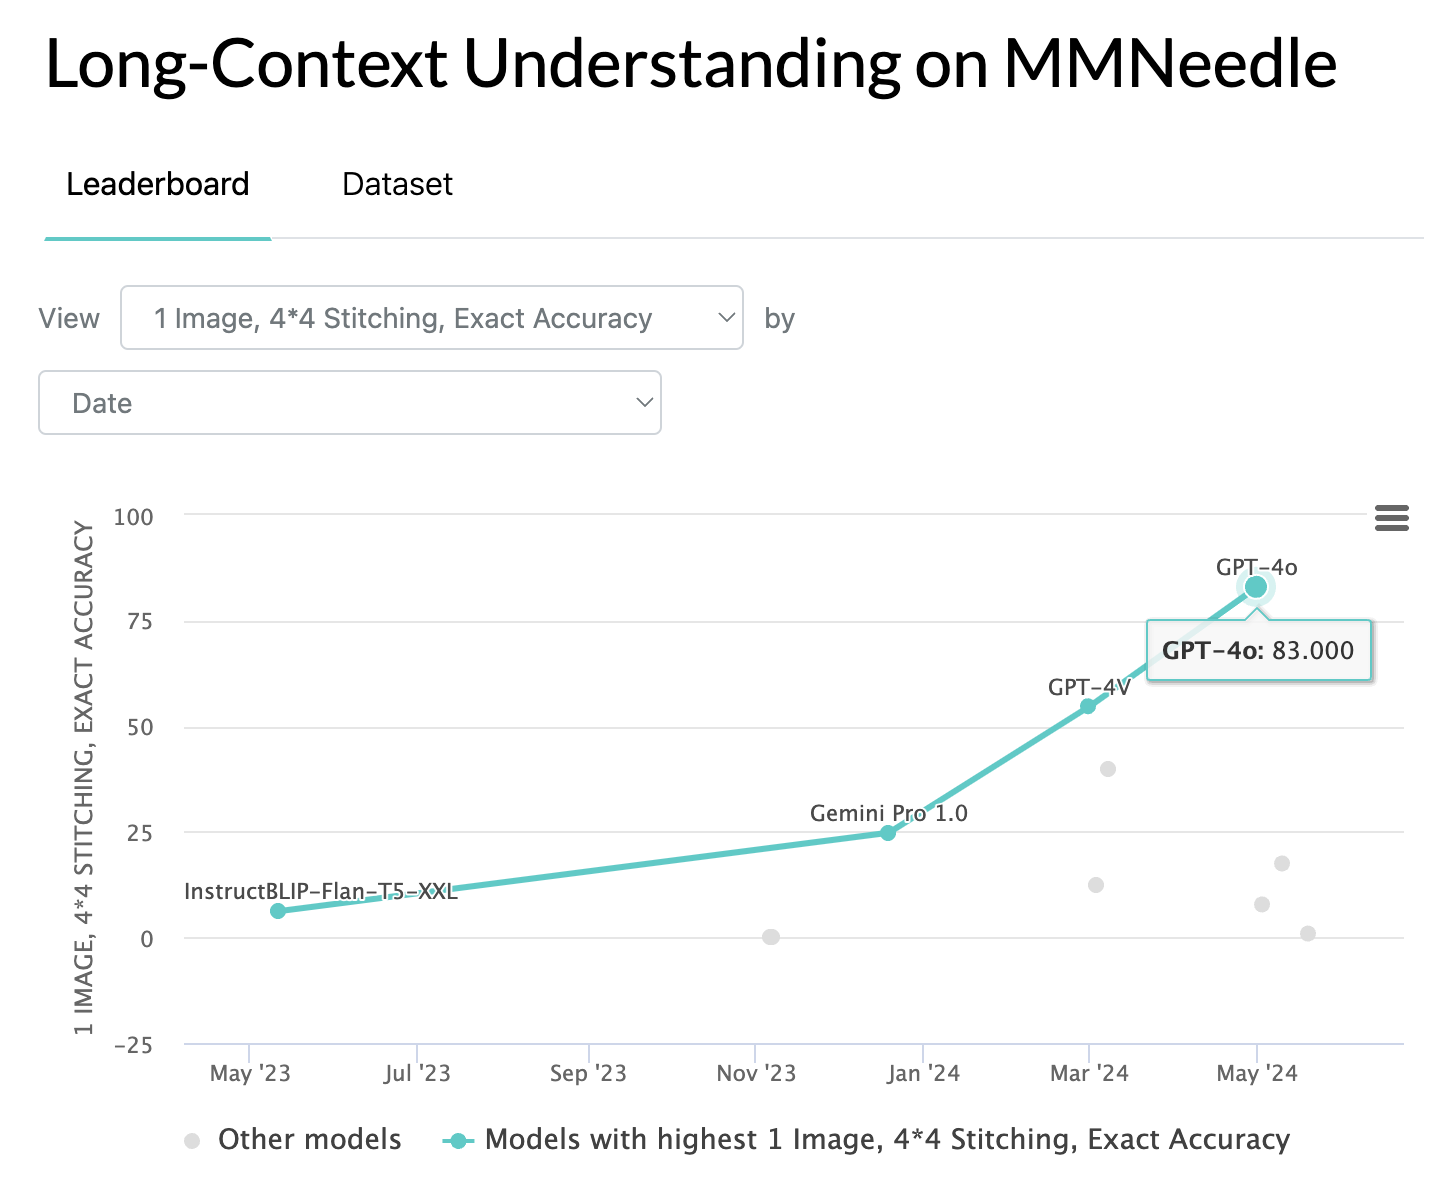 Long-Context Understanding on MMNeedle
Leaderboard
Dataset
View
1 Image, 4*4 Stitching, Exact Accuracy
by
Date
1 IMAGE, 4*4 STITCHING, EXACT ACCURACY
100
75
50
25
0
−25
GPT−4o
GPT−4o: 83.000
GPT−4V
Gemini Pro 1.0
InstructBLIP−Flan−T5−XXL
May '23
Jul '23
Sep '23
Nov '23
Jan '24
Mar '24
May '24
Other models
Models with highest 1 Image, 4*4 Stitching, Exact Accuracy